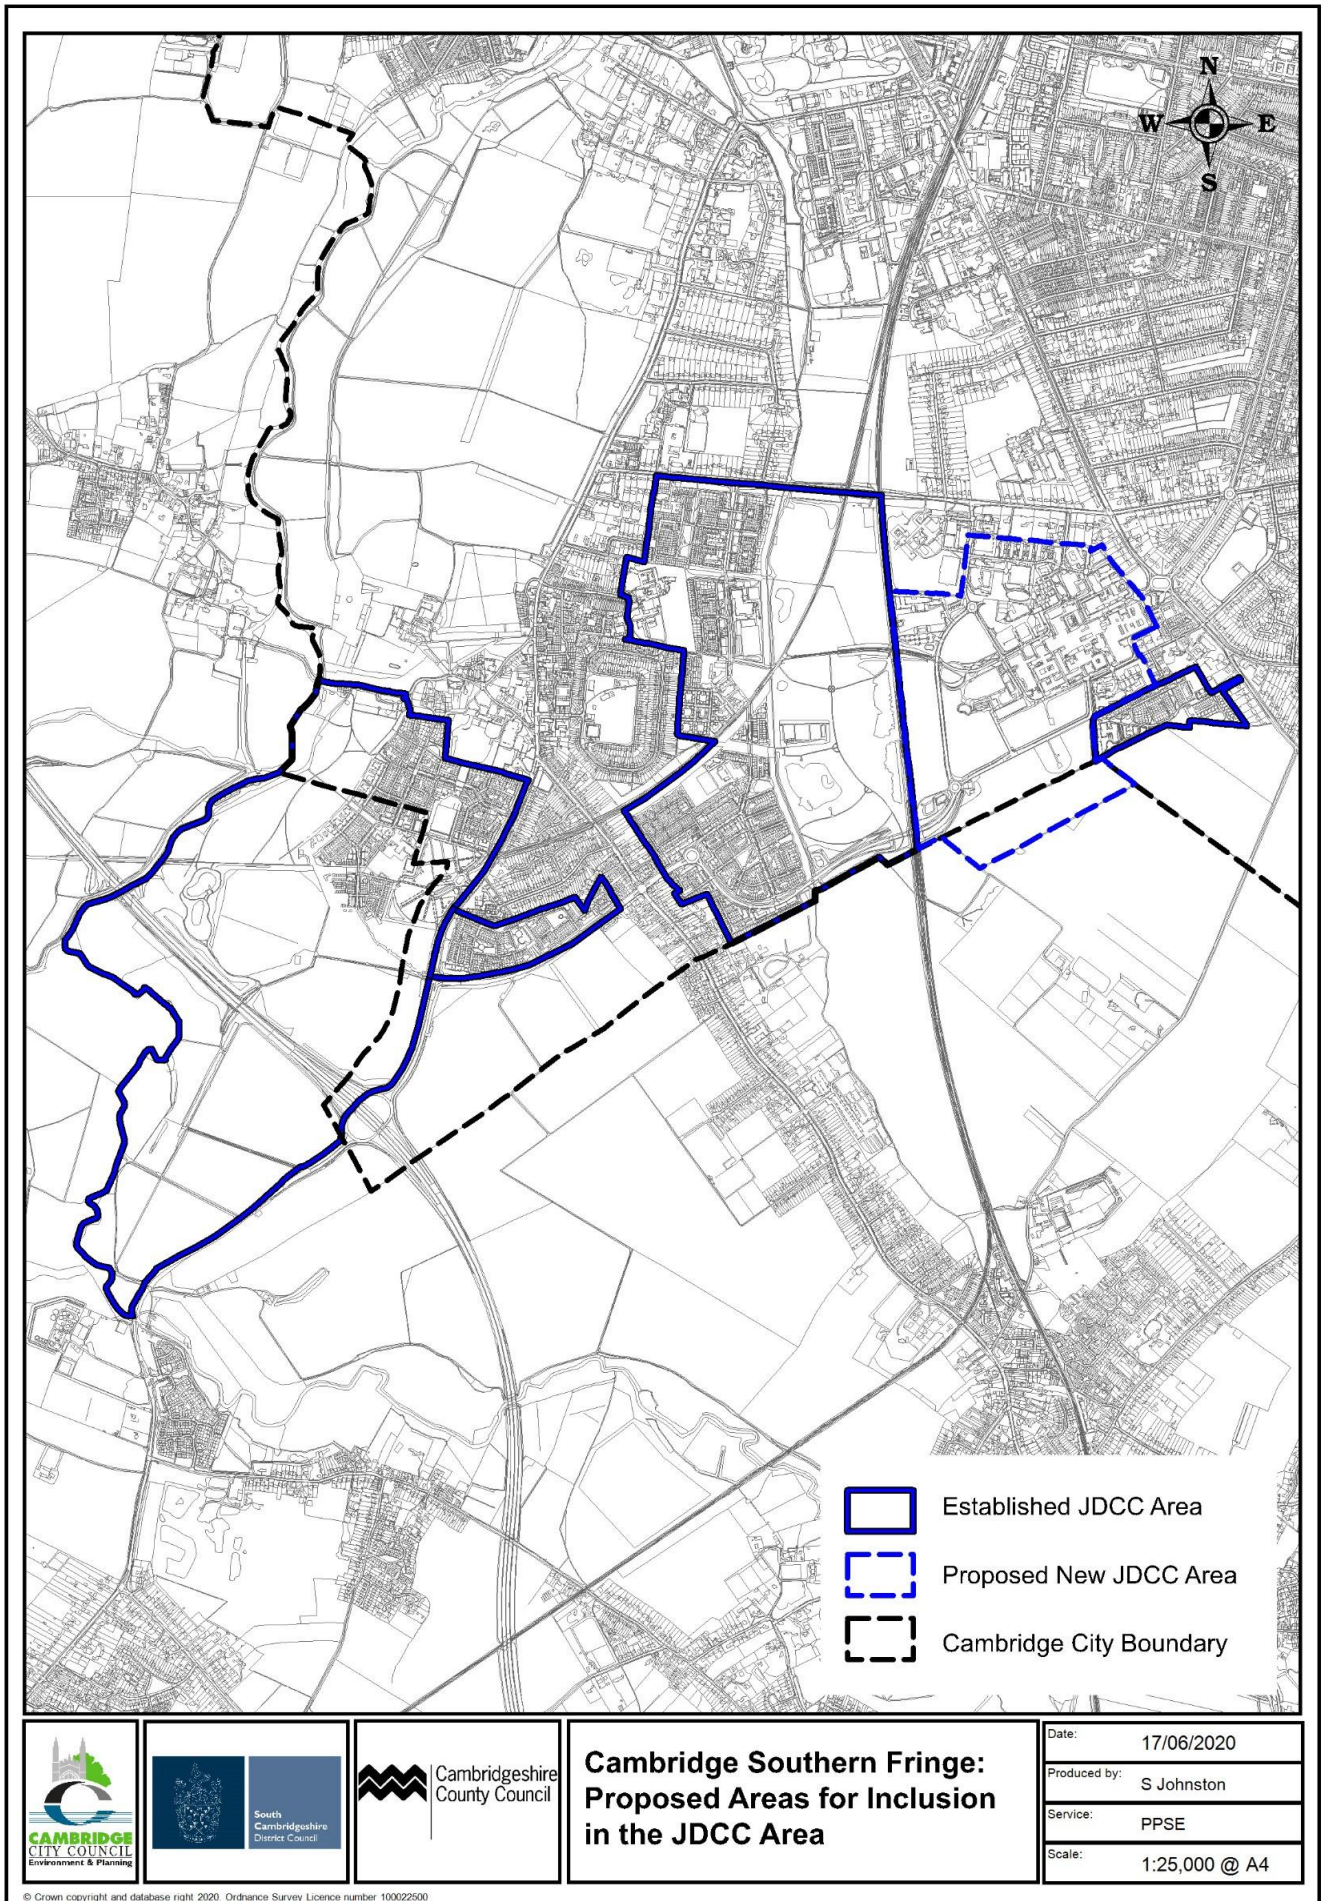 N
W E
S
Established JDCC Area
Proposed New JDCC Area
Cambridge City Boundary
CAMBRIDGE
CITY COUNCIL
Environment & Planning
South
Cambridgeshire
District Council
Cambridgeshire
County Council
Cambridge Southern Fringe:
Proposed Areas for Inclusion
in the JDCC Area
Date: 17/06/2020
Produced by: S Johnston
Service: PPSE
Scale: 1:25,000 @ A4
© Crown copyright and database right 2020. Ordnance Survey Licence number 100022500